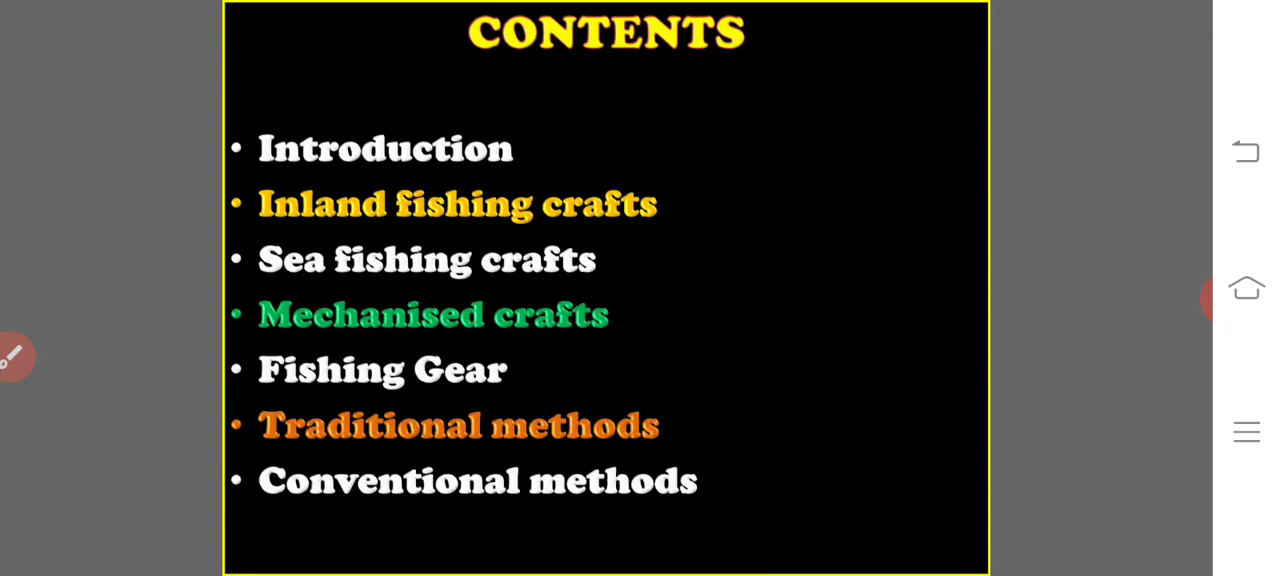 CONTENTS
• Introduction
• Inland fishing crafts
• Sea fishing crafts
• Mechanised crafts
• Fishing Gear
• Traditional methods
• Conventional methods